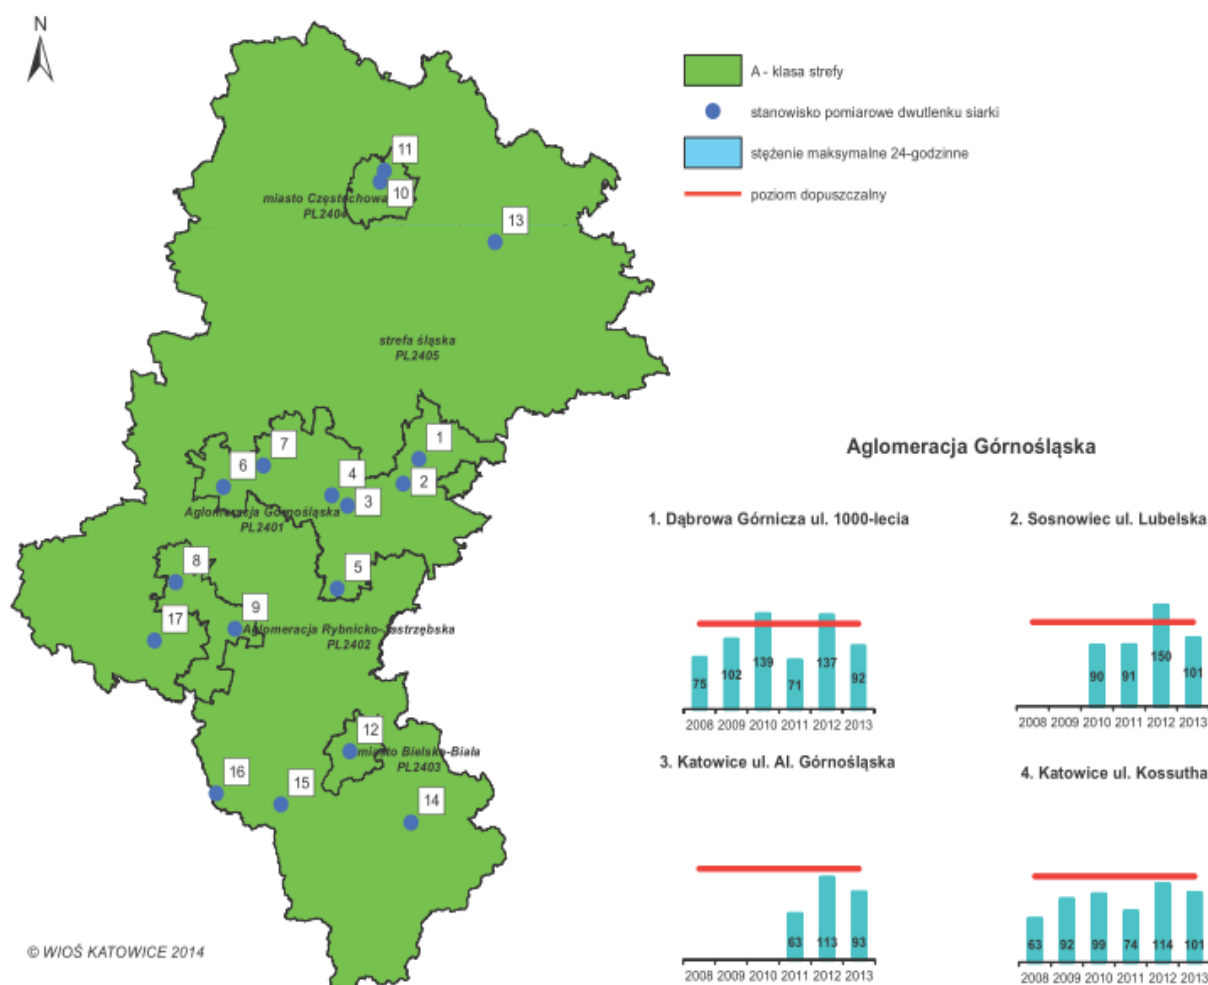 N
A - klasa strefy
stanowisko pomiarowe dwutlenku siarki
stężenie maksymalne 24-godzinne
poziom dopuszczalny
11
10
miasto Częstochowa
PL2404
13
strefa śląska
PL2405
1
7
6
4
2
3
Aglomeracja Górnośląska
PL2401
8
5
17
9
Aglomeracja Rybnicko-Jastrzębska
PL2402
12
miasto Bielsko-Biała
PL2403
16
15
14
© WIOŚ KATOWICE 2014
Aglomeracja Górnośląska
1. Dąbrowa Górnicza ul. 1000-lecia
75 102 139 71 137 92
2008 2009 2010 2011 2012 2013
2. Sosnowiec ul. Lubelska
90 91 150 101
2008 2009 2010 2011 2012 2013
3. Katowice ul. Al. Górnośląska
63 113 93
2008 2009 2010 2011 2012 2013
4. Katowice ul. Kossutha
63 92 99 74 114 101
2008 2009 2010 2011 2012 2013